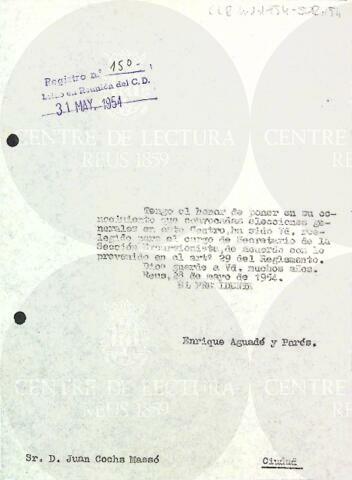 Registro n.º 150.-
Leido en Reunión del C.D.
31 MAY. 1954
CENTRE DE LECTURA
REUS 1859
Tengo el honor de poner en su co-
nocimiento que convocadas elecciones ge-
nerales en este Centro, ha sido Vd. ree-
legido para el cargo de Secretario de la
Sección Excursionista, de acuerdo con lo
prevenido en el artº 29 del Reglamento.
Dios guarde a Vd. muchos años.
Reus, 28 de mayo de 1954.
EL PRESIDENTE
Enrique Aguadé y Parés.
CENTRE DE LECTURA
REUS 1859
Sr. D. Juan Cochs Massó
Ciudad